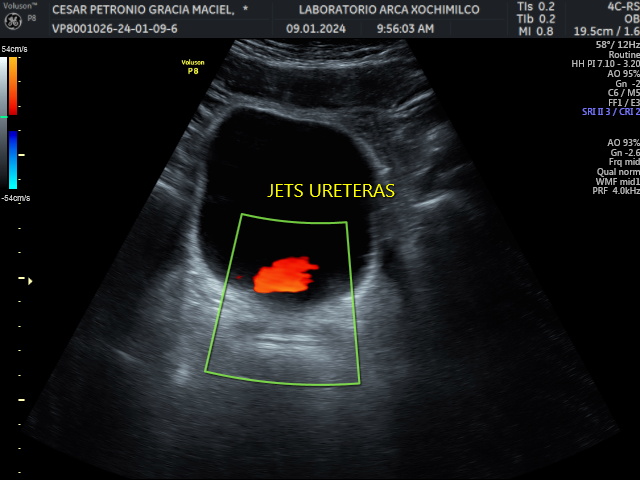 Voluson™
P8
CESAR PETRONIO GRACIA MACIEL, *
VP8001026-24-01-09-6
LABORATORIO ARCA XOCHIMILCO
09.01.2024
9:56:03 AM
TIs 0.2
TIb 0.2
MI 0.8
4C-RS
OB
19.5cm / 1.6
54cm/s
-54cm/s
Voluson
P8
58°/ 12Hz
Routine
HH PI 7.10 - 3.20
AO 95%
Gn -2
C6 / M5
FF1 / E3
SRI II 3 / CRI 2
AO 93%
Gn -2.6
Frq mid
Qual norm
WMF mid1
PRF 4.0kHz
JETS URETERAS